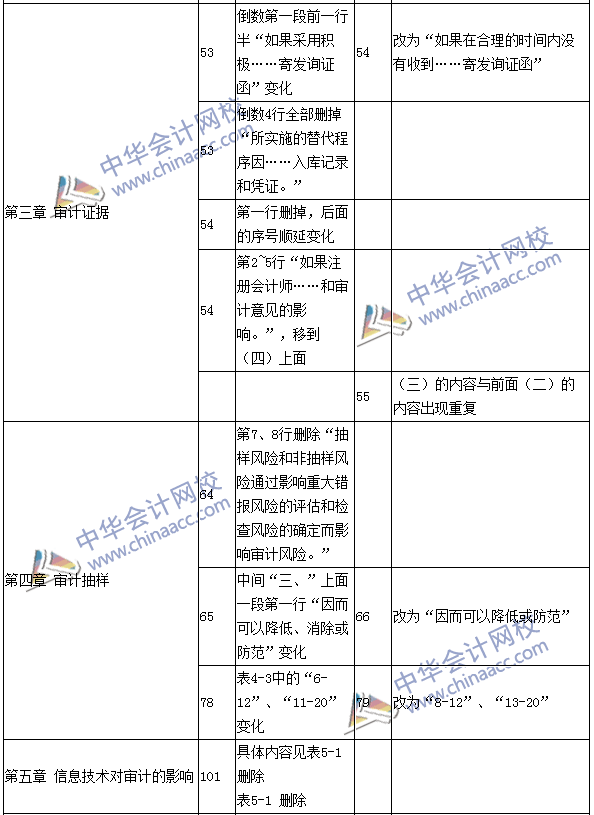 倒数第一段前一行
半“如果采用积
极……寄发询证
函”变化
53
54
改为“如果在合理的时间内没
有收到……寄发询证函”
倒数4行全部删掉
“所实施的替代程
序因……入库记录
和凭证。”
53
第三章 审计证据
54
第一行删掉，后面
的序号顺延变化
54
第2~5行“如果注
册会计师……和审
计意见的影
响。”，移到
（四）上面
55
（三）的内容与前面（二）的
内容出现重复
第四章 审计抽样
64
第7、8行删除“抽
样风险和非抽样风
险通过影响重大错
报风险的评估和检
查风险的确定而影
响审计风险。”
65
中间“三、”上面
一段第一行“因而
可以降低、消除或
防范”变化
66
改为“因而可以降低或防范”
78
表4-3中的“6-
12”、“11-20”
变化
79
改为“8-12”、“13-20”
第五章 信息技术对审计的影响
101
具体内容见表5-1
删除
表5-1 删除
中华会计网校
www.chinaacc.com
中华会计网校
www.chinaacc.com
中华会计网校
www.chinaacc.com
中华会计网校
www.chinaacc.com